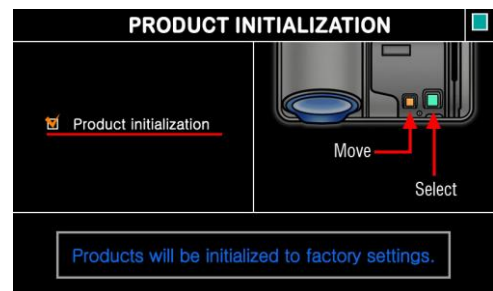 PRODUCT INITIALIZATION
Product initialization
Move
Select
Products will be initialized to factory settings.